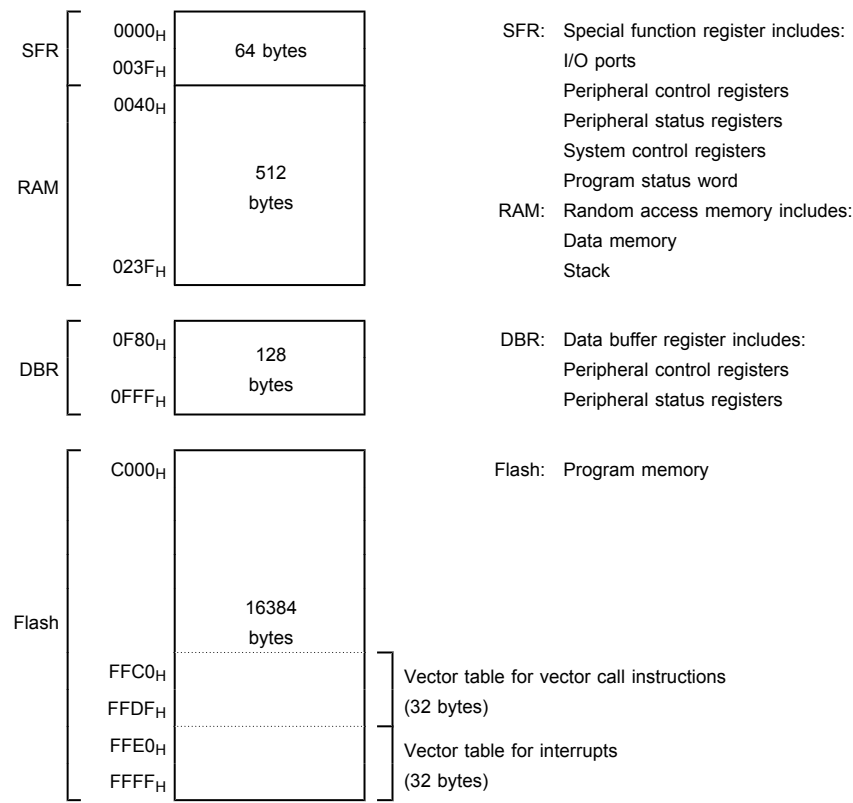 0000H
SFR: Special function register includes:
SFR
64 bytes
I/O ports
003FH
Peripheral control registers
0040H
Peripheral status registers
System control registers
512
bytes
Program status word
RAM
RAM: Random access memory includes:
Data memory
023FH
Stack
0F80H
DBR: Data buffer register includes:
128
bytes
DBR
Peripheral control registers
0FFFH
Peripheral status registers
C000H
Flash: Program memory
16384
bytes
Flash
FFC0H
Vector table for vector call instructions
FFDFH
(32 bytes)
FFE0H
Vector table for interrupts
FFFFH
(32 bytes)